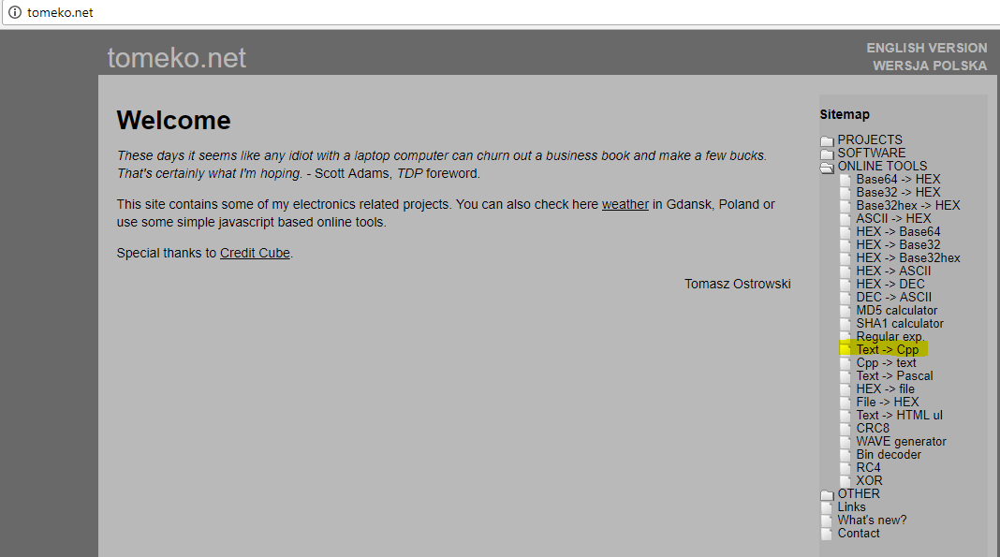 tomeko.net
tomeko.net
ENGLISH VERSION
WERSJA POLSKA
Welcome
These days it seems like any idiot with a laptop computer can churn out a business book and make a few bucks.
That's certainly what I'm hoping. - Scott Adams, TDP foreword.
This site contains some of my electronics related projects. You can also check here weather in Gdansk, Poland or
use some simple javascript based online tools.
Special thanks to Credit Cube.
Tomasz Ostrowski
Sitemap
PROJECTS
SOFTWARE
ONLINE TOOLS
Base64 -> HEX
Base32 -> HEX
Base32hex -> HEX
ASCII -> HEX
HEX -> Base64
HEX -> Base32
HEX -> Base32hex
HEX -> ASCII
HEX -> DEC
DEC -> ASCII
MD5 calculator
SHA1 calculator
Regular exp.
Text -> Cpp
Cpp -> text
Text -> Pascal
HEX -> file
File -> HEX
Text -> HTML ul
CRC8
WAVE generator
Bin decoder
RC4
XOR
OTHER
Links
What's new?
Contact